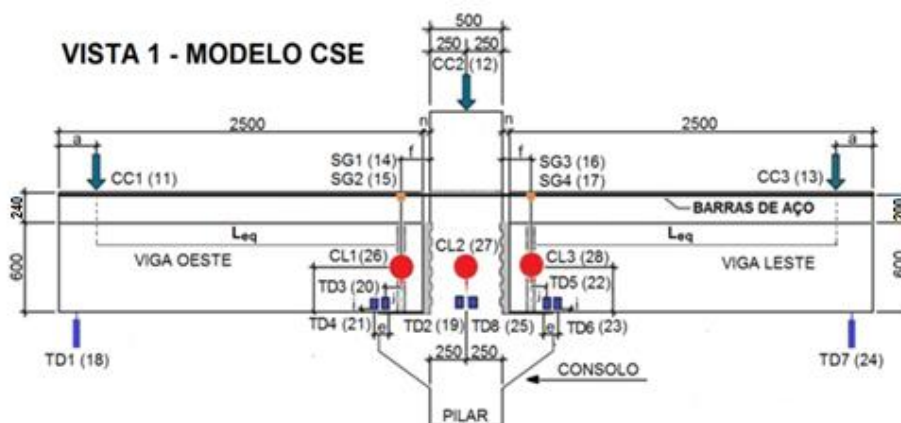 500
250 250
VISTA 1 - MODELO CSE
CC2 (12)
2500 n n 2500
a f f a
CC1 (11) SG1 (14) SG3 (16) CC3 (13)
SG2 (15) SG4 (17)
240 BARRAS DE AÇO 200
Leq Leq
VIGA OESTE CL1(26) CL2 (27) CL3 (28) VIGA LESTE
600 600
TD3 (20) j j TD5 (22)
i i
TD4 (21) e TD2 (19) TD8 (25) e TD6 (23)
TD1 (18) 250 250 TD7 (24)
CONSOLO
PILAR